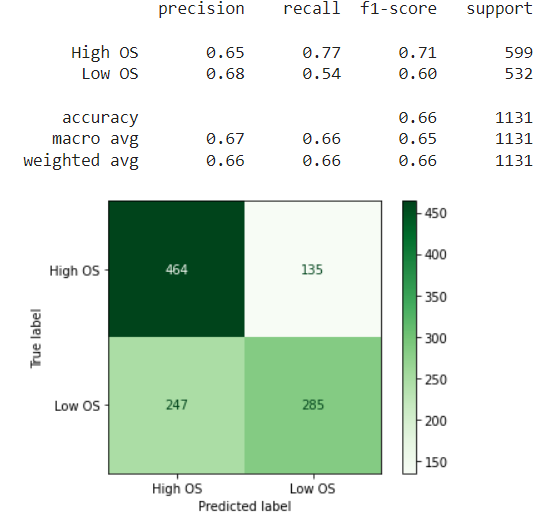 precision recall f1-score support
High OS 0.65 0.77 0.71 599
Low OS 0.68 0.54 0.60 532
accuracy 0.66 1131
macro avg 0.67 0.66 0.65 1131
weighted avg 0.66 0.66 0.66 1131
450
High OS 464 135
400
350
True label
300
250
Low OS 247 285
200
150
High OS Low OS
Predicted label